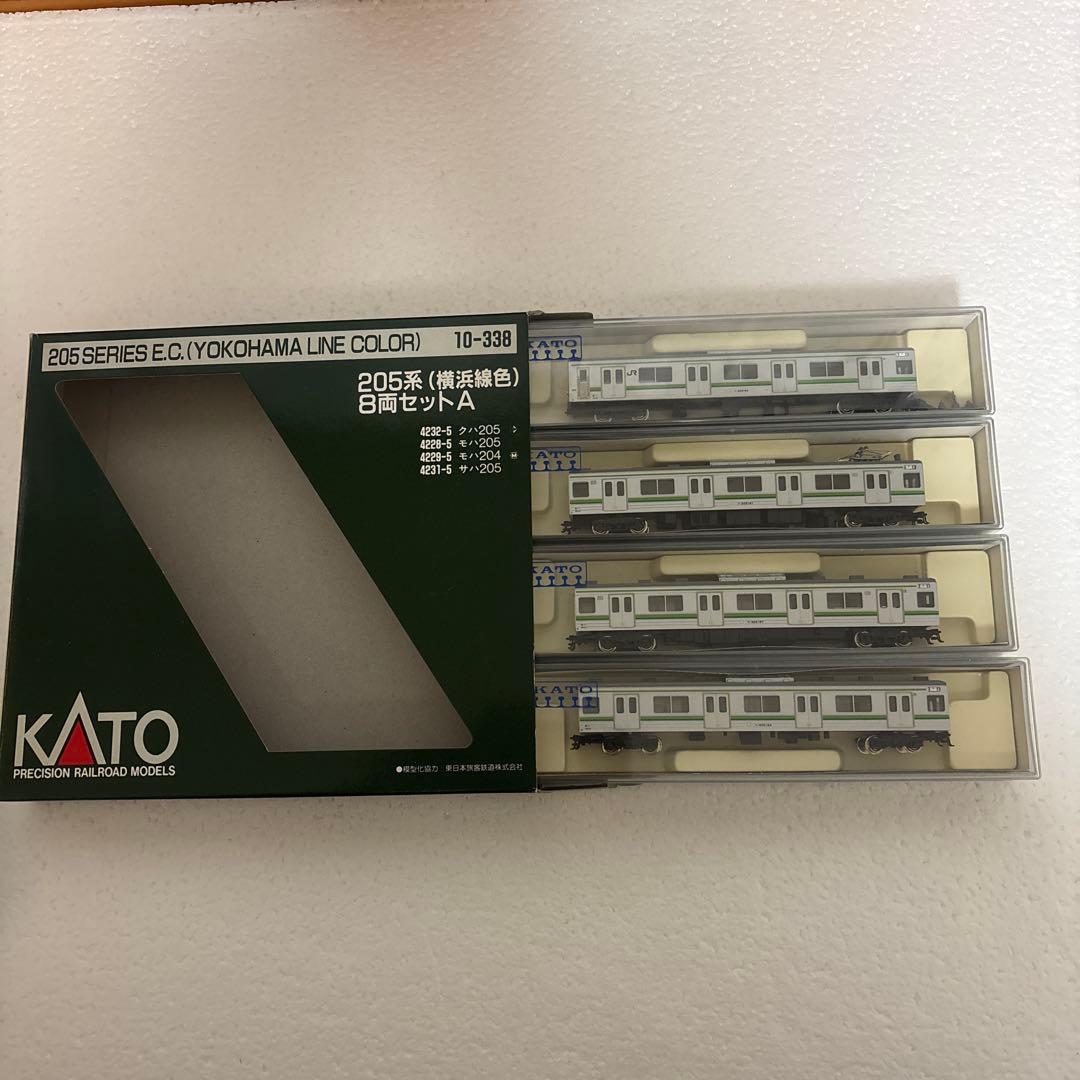 205 SERIES E.C. (YOKOHAMA LINE COLOR) 10-338
205系 (横浜線色)
8両セットA
4232-5 クハ205
4228-5 モハ205
4229-5 モハ204 M
4231-5 サハ205
KATO
PRECISION RAILROAD MODELS
●模型化協力 東日本旅客鉄道株式会社
KATO
JR
KATO
KATO
KATO